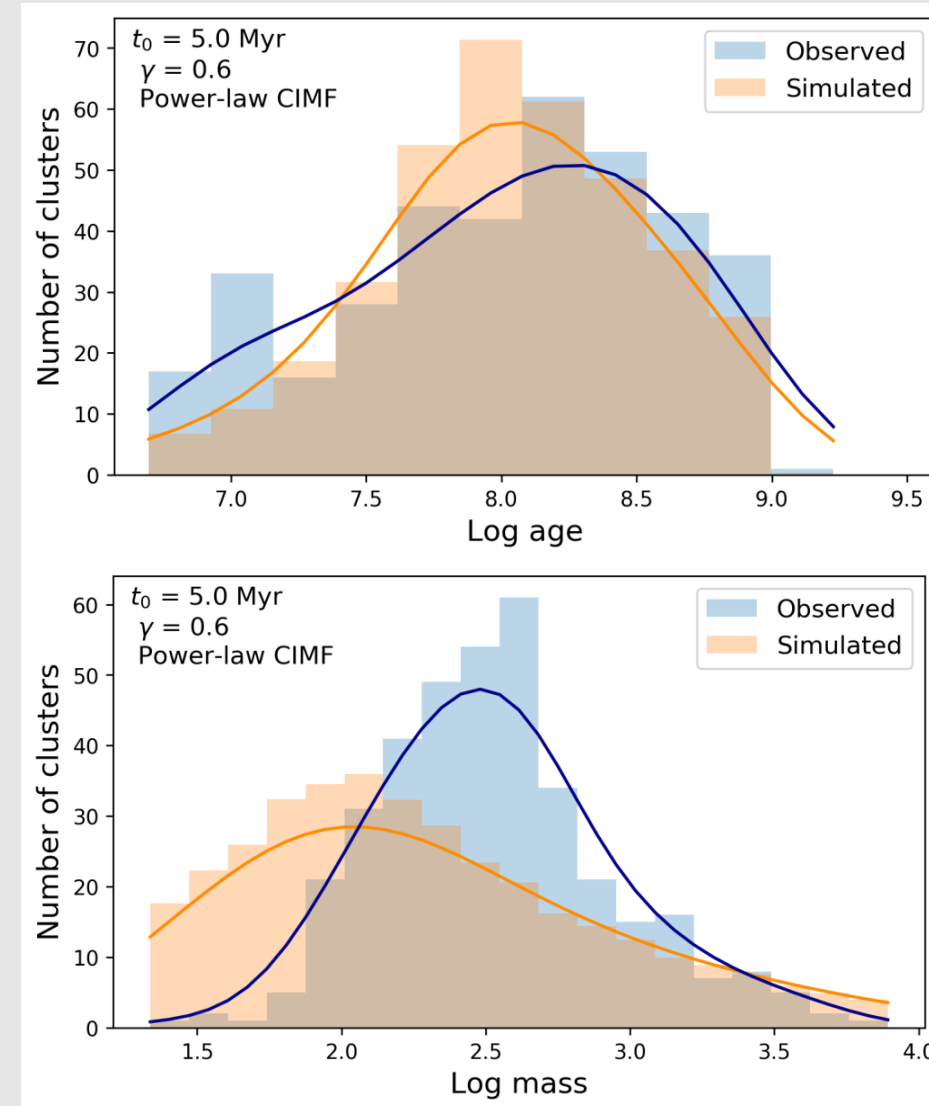 t₀ = 5.0 Myr
γ = 0.6
Power-law CIMF
Observed
Simulated
Number of clusters
70
60
50
40
30
20
10
0
7.0 7.5 8.0 8.5 9.0 9.5
Log age
t₀ = 5.0 Myr
γ = 0.6
Power-law CIMF
Observed
Simulated
Number of clusters
60
50
40
30
20
10
0
1.5 2.0 2.5 3.0 3.5 4.0
Log mass